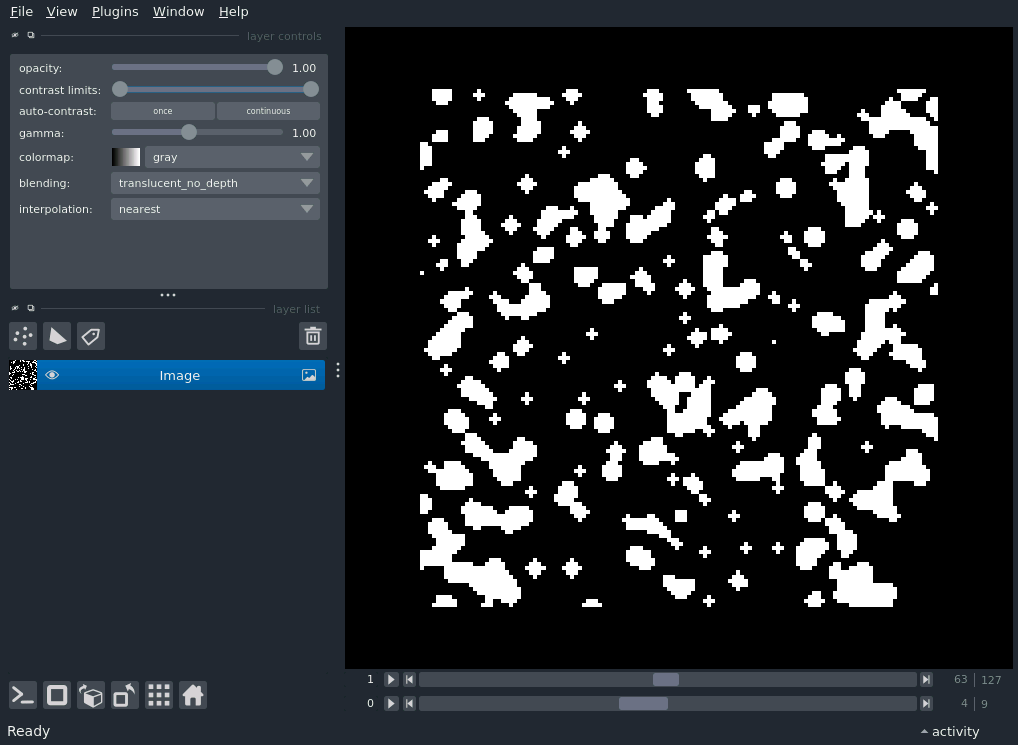 File View Plugins Window Help
layer controls
opacity: 1.00
contrast limits:
auto-contrast: once continuous
gamma: 1.00
colormap: gray
blending: translucent_no_depth
interpolation: nearest
layer list
Image
1 63 127
0 4 9
Ready activity